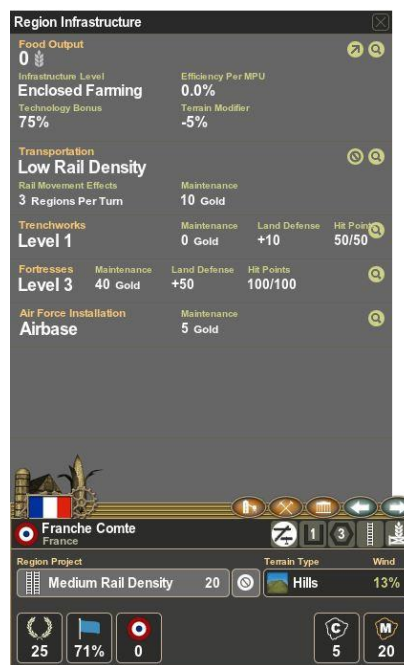 Region Infrastructure
Food Output
0
Infrastructure Level Efficiency Per MPU
Enclosed Farming 0.0%
Technology Bonus Terrain Modifier
75% -5%
Transportation
Low Rail Density
Rail Movement Effects Maintenance
3 Regions Per Turn 10 Gold
Trenchworks Maintenance Land Defense Hit Points
Level 1 0 Gold +10 50/50
Fortresses Maintenance Land Defense Hit Points
Level 3 40 Gold +50 100/100
Air Force Installation Maintenance
Airbase 5 Gold
Franche Comte
France
1 3
Region Project Terrain Type Wind
Medium Rail Density 20 Hills 13%
C M
25 71% 0 5 20